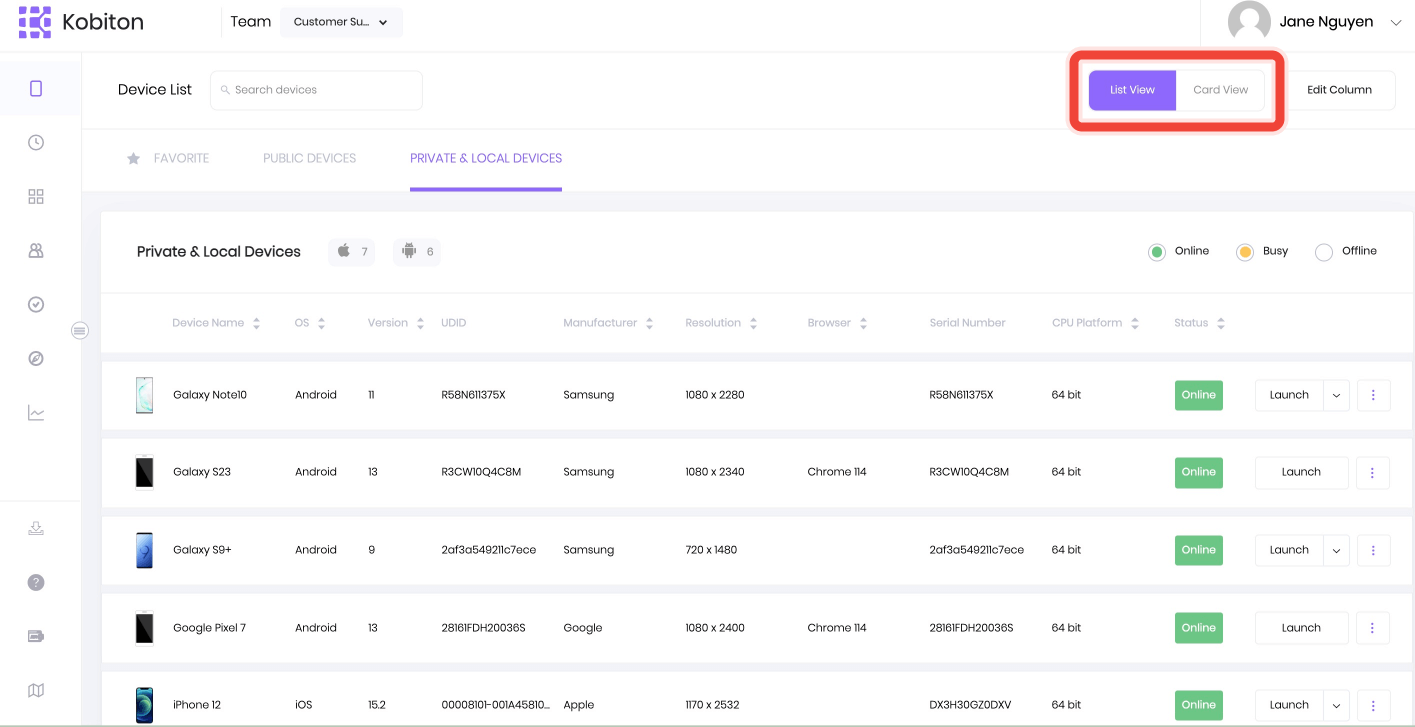 Kobiton
Team Customer Su...
Jane Nguyen
Device List Search devices List View Card View Edit Column
FAVORITE PUBLIC DEVICES PRIVATE & LOCAL DEVICES
Private & Local Devices 7 6 Online Busy Offline
Device Name OS Version UDID Manufacturer Resolution Browser Serial Number CPU Platform Status
Galaxy Note10 Android 11 R58N611375X Samsung 1080 x 2280 R58N611375X 64 bit Online Launch
Galaxy S23 Android 13 R3CW10Q4C8M Samsung 1080 x 2340 Chrome 114 R3CW10Q4C8M 64 bit Online Launch
Galaxy S9+ Android 9 2af3a549211c7ece Samsung 720 x 1480 2af3a549211c7ece 64 bit Online Launch
Google Pixel 7 Android 13 28161FDH20036S Google 1080 x 2400 Chrome 114 28161FDH20036S 64 bit Online Launch
iPhone 12 iOS 15.2 00008101-001A45810... Apple 1170 x 2532 DX3H30GZ0DXV 64 bit Online Launch